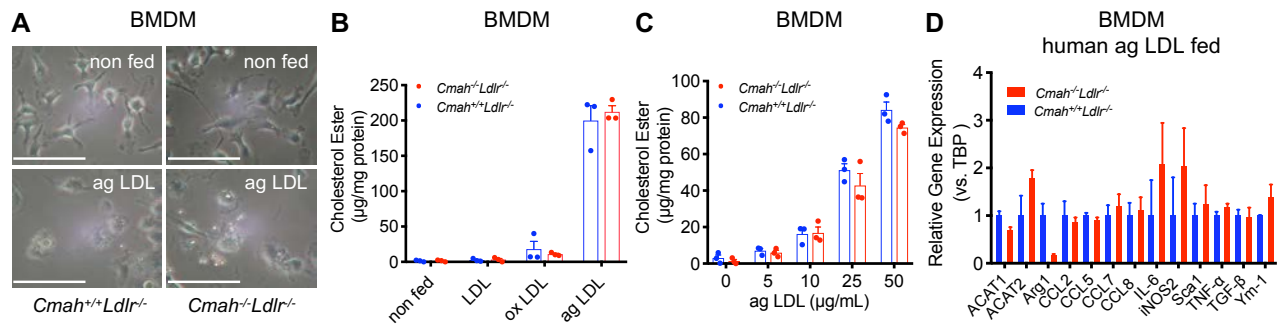 A
BMDM
non fed
non fed
ag LDL
ag LDL
Cmah+/+Ldlr-/-
Cmah-/-Ldlr-/-
B
BMDM
Cholesterol Ester
(μg/mg protein)
250
200
150
100
50
0
Cmah-/-Ldlr-/-
Cmah+/+Ldlr-/-
non fed
LDL
ox LDL
ag LDL
C
BMDM
Cholesterol Ester
(μg/mg protein)
100
80
60
40
20
0
Cmah-/-Ldlr-/-
Cmah+/+Ldlr-/-
0
5
10
25
50
ag LDL (μg/mL)
D
BMDM
human ag LDL fed
Relative Gene Expression
(vs. TBP)
4
3
2
1
0
Cmah-/-Ldlr-/-
Cmah+/+Ldlr-/-
ACAT1
ACAT2
Arg1
CCL2
CCL5
CCL7
CCL8
IL-6
iNOS2
Sca1
TNF-α
TGF-β
Ym-1